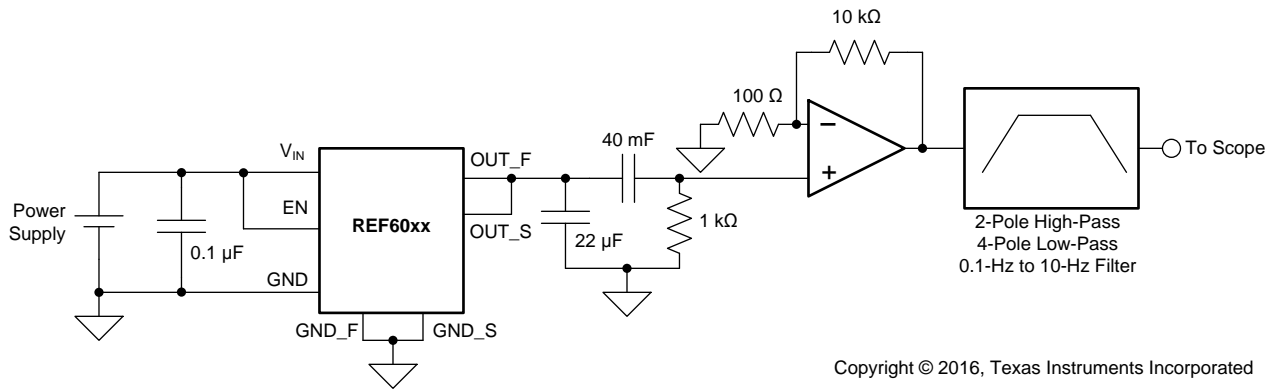 10 kΩ
100 Ω
40 mF
V_IN
OUT_F
To Scope
Power
Supply
EN
REF60xx
OUT_S
1 kΩ
22 µF
0.1 µF
2-Pole High-Pass
4-Pole Low-Pass
0.1-Hz to 10-Hz Filter
GND
GND_F
GND_S
Copyright © 2016, Texas Instruments Incorporated